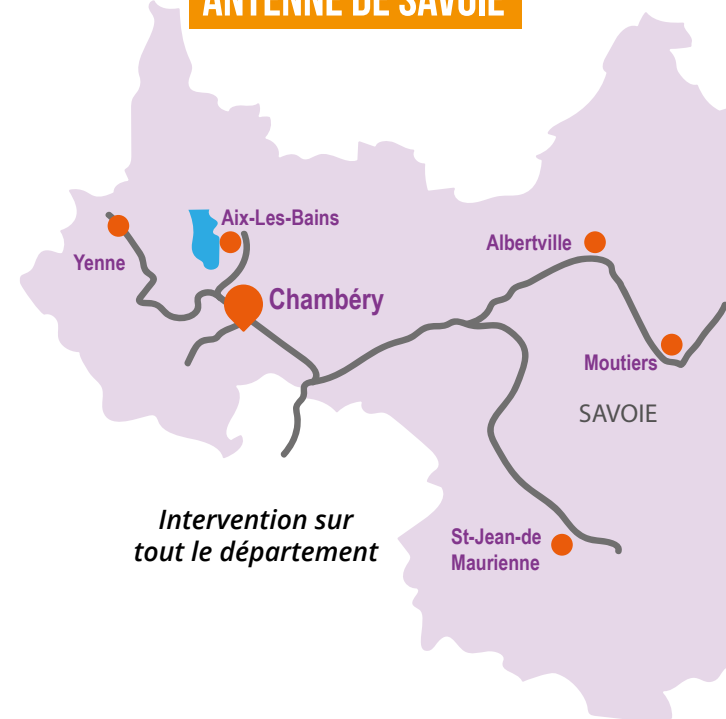 ANTENNE DE SAVOIE
Aix-Les-Bains
Yenne
Albertville
Chambéry
Moutiers
SAVOIE
Intervention sur
tout le département
St-Jean-de
Maurienne